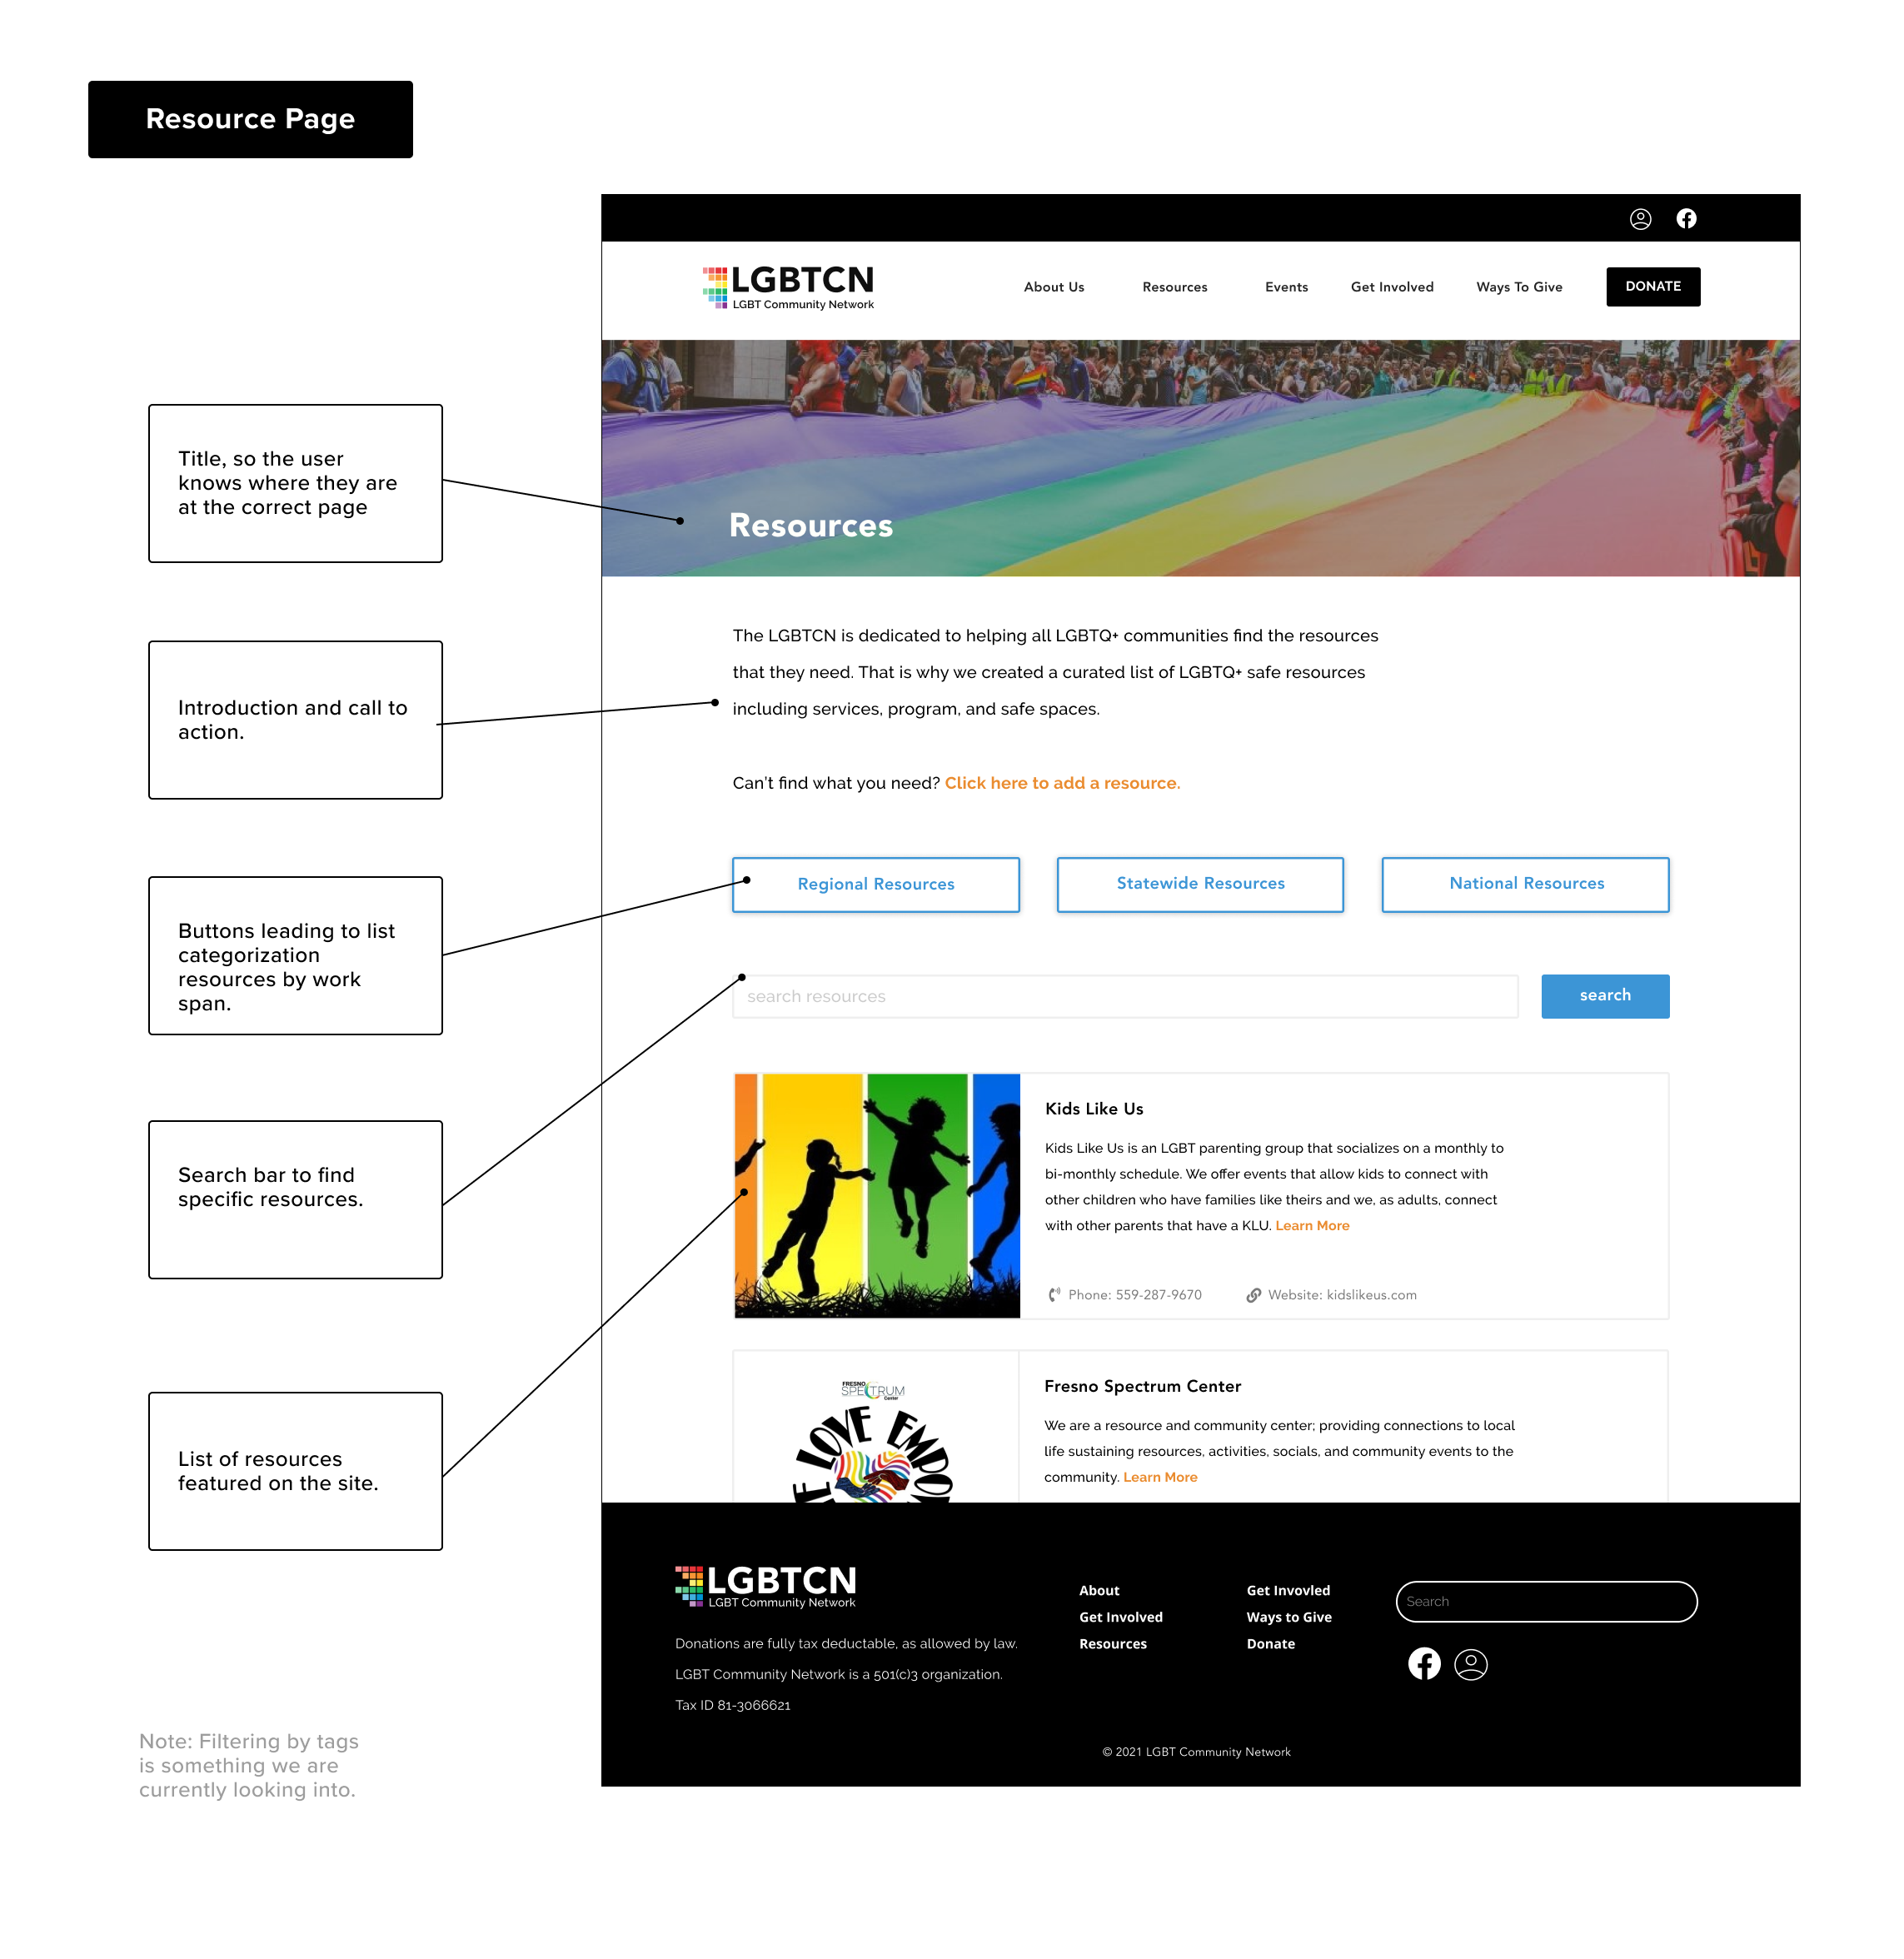 Resource Page
LGBTCN
LGBT Community Network
About Us
Resources
Events
Get Involved
Ways To Give
DONATE
Title, so the user
knows where they are
at the correct page
Resources
Introduction and call to
action.
The LGBTCN is dedicated to helping all LGBTQ+ communities find the resources
that they need. That is why we created a curated list of LGBTQ+ safe resources
including services, program, and safe spaces.
Can't find what you need? Click here to add a resource.
Buttons leading to list
categorization
resources by work
span.
Regional Resources
Statewide Resources
National Resources
Search bar to find
specific resources.
search resources
search
List of resources
featured on the site.
Kids Like Us
Kids Like Us is an LGBT parenting group that socializes on a monthly to
bi-monthly schedule. We offer events that allow kids to connect with
other children who have families like theirs and we, as adults, connect
with other parents that have a KLU. Learn More
Phone: 559-287-9670
Website: kidslikeus.com
FRESNO
SPECTRUM
Center
LOVE
Fresno Spectrum Center
We are a resource and community center; providing connections to local
life sustaining resources, activities, socials, and community events to the
community. Learn More
LGBTCN
LGBT Community Network
Donations are fully tax deductable, as allowed by law.
LGBT Community Network is a 501(c)3 organization.
Tax ID 81-3066621
About
Get Involved
Resources
Get Invovled
Ways to Give
Donate
Search
© 2021 LGBT Community Network
Note: Filtering by tags
is something we are
currently looking into.